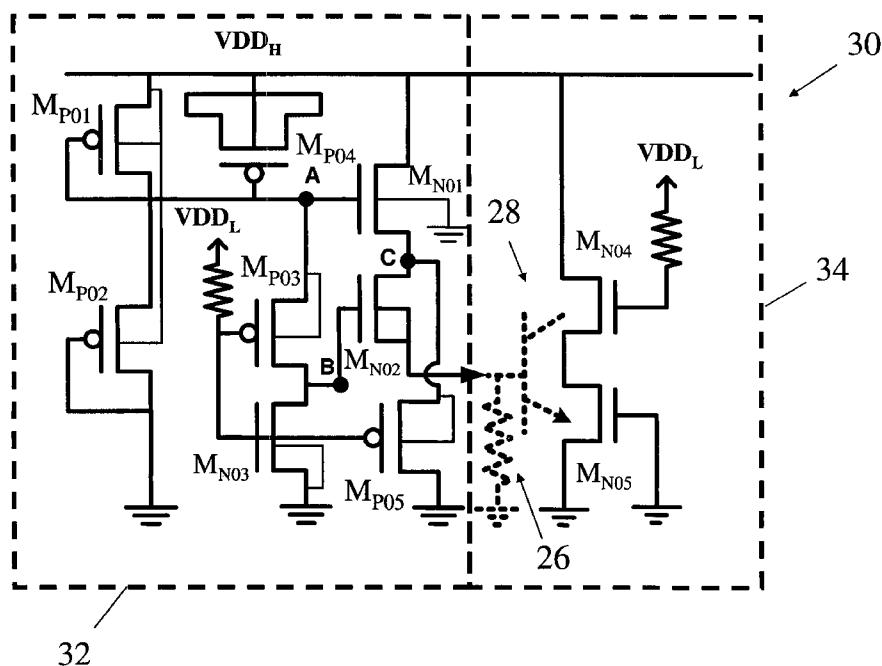 VDD_H
30
M_P01
M_P04
A
M_N01
VDD_L
28
VDD_L
M_N04
C
34
M_P03
M_P02
B
M_N02
M_N03
M_P05
M_N05
26
32